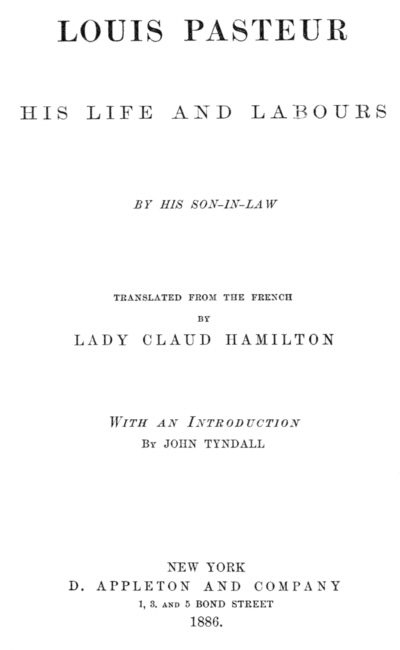 LOUIS PASTEUR
HIS LIFE AND LABOURS
BY HIS SON-IN-LAW
TRANSLATED FROM THE FRENCH
BY
LADY CLAUD HAMILTON
WITH AN INTRODUCTION
BY JOHN TYNDALL
NEW YORK
D. APPLETON AND COMPANY
1, 3. AND 5 BOND STREET
1886.